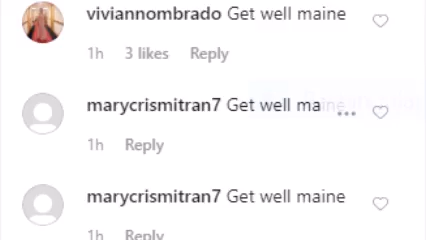 viviannombrado Get well maine
1h 3 likes Reply
marycrismitran7 Get well maine
1h Reply
marycrismitran7 Get well maine
1h Reply